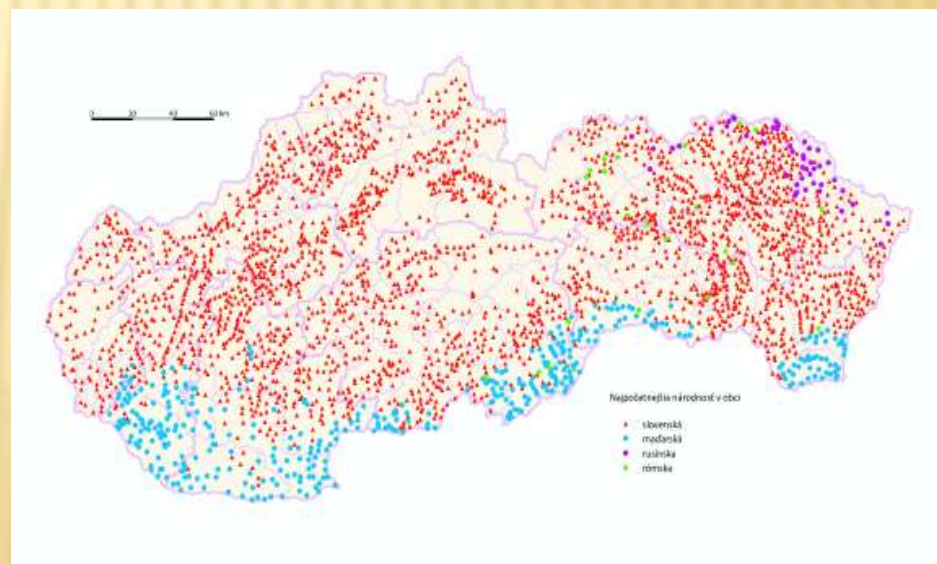 0 20 40 60 km
Najpočetnejšia národnosť v obci
slovenská
maďarská
rusínska
rómska